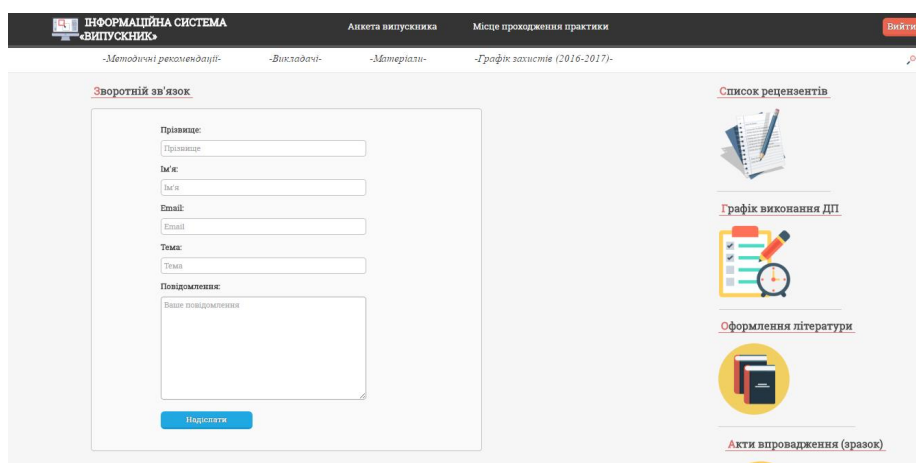 ІНФОРМАЦІЙНА СИСТЕМА
«ВИПУСКНИК»
Анкета випускника
Місце проходження практики
Вийти
-Методичні рекомендації-
-Викладачі-
-Матеріали-
-Графік захистів (2016-2017)-
Зворотній зв'язок
Прізвище:
Прізвище
Ім'я:
Ім'я
Email:
Email
Тема:
Тема
Повідомлення:
Ваше повідомлення
Надіслати
Список рецензентів
Графік виконання ДП
Оформлення літератури
Акти впровадження (зразок)